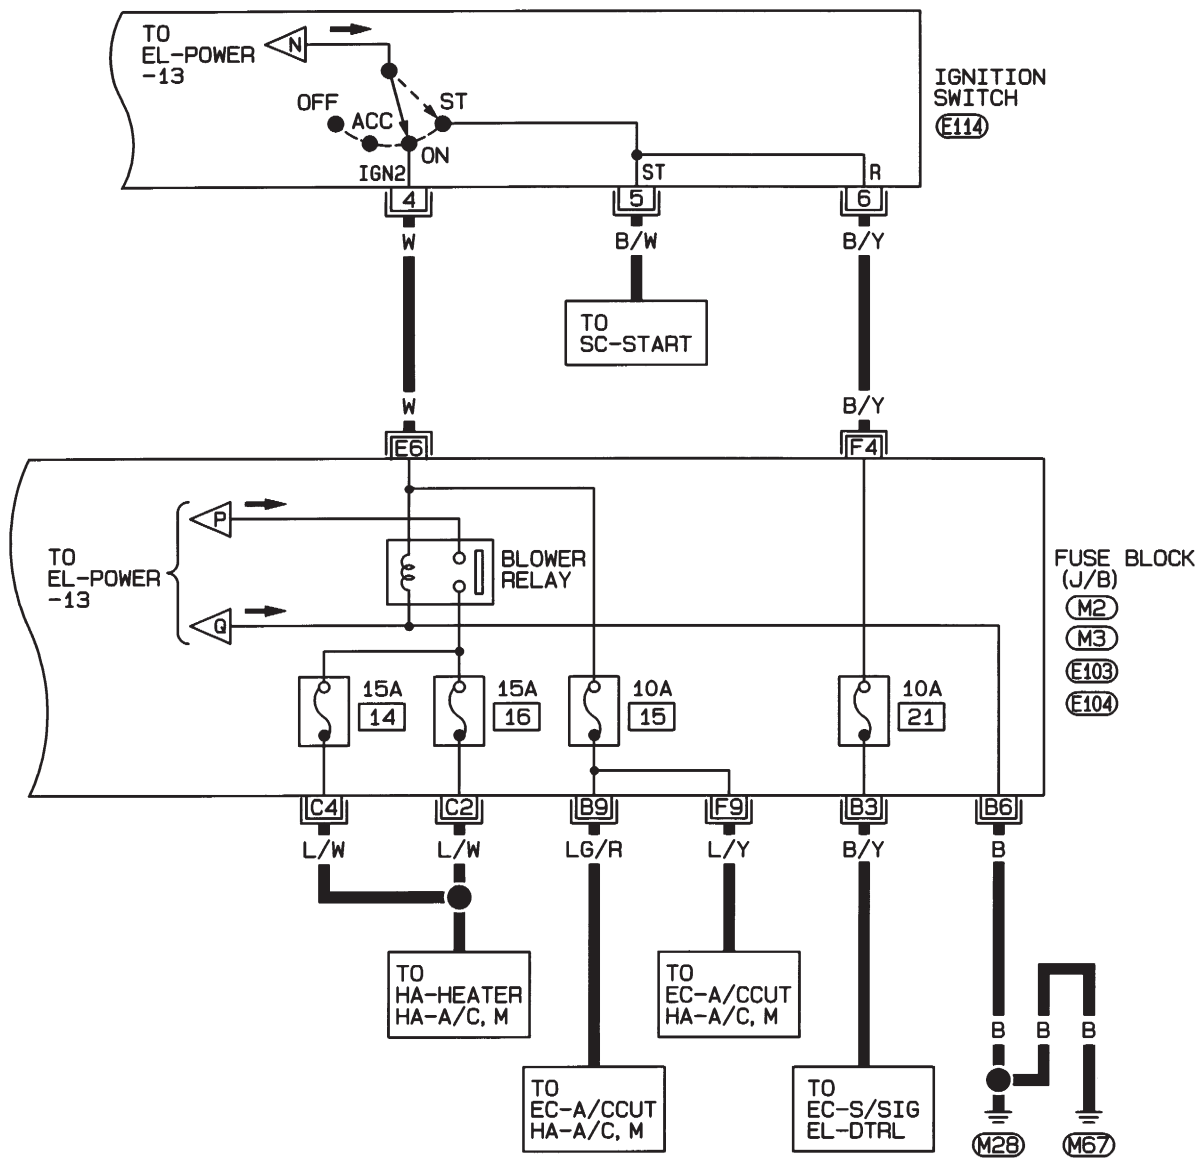 TO
EL-POWER
-13
N
OFF
ACC
ST
ON
IGN2
ST
R
IGNITION
SWITCH
E114
4
5
6
W
B/W
B/Y
TO
SC-START
W
B/Y
E6
F4
TO
EL-POWER
-13
P
Q
BLOWER
RELAY
FUSE BLOCK
(J/B)
M2
M3
E103
E104
15A
14
15A
16
10A
15
10A
21
C4
C2
B9
F9
B3
B6
L/W
L/W
LG/R
L/Y
B/Y
B
TO
HA-HEATER
HA-A/C, M
TO
EC-A/CCUT
HA-A/C, M
B
B
B
TO
EC-A/CCUT
HA-A/C, M
TO
EC-S/SIG
EL-DTRL
M28
M67